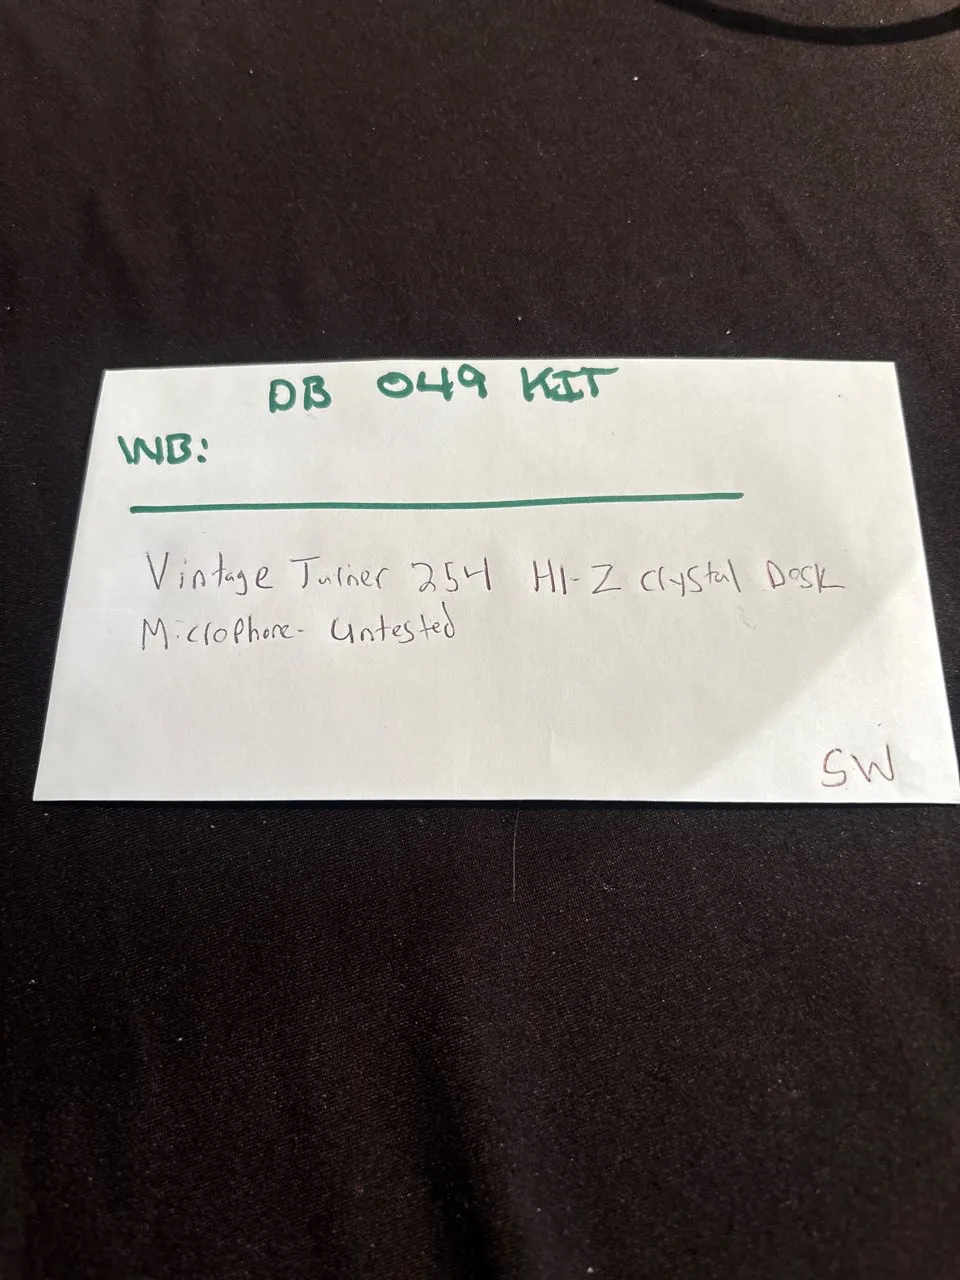 DB 049 KIT
WB:
Vintage Turner 254 HI-Z Crystal Desk
Microphone- Untested
SW